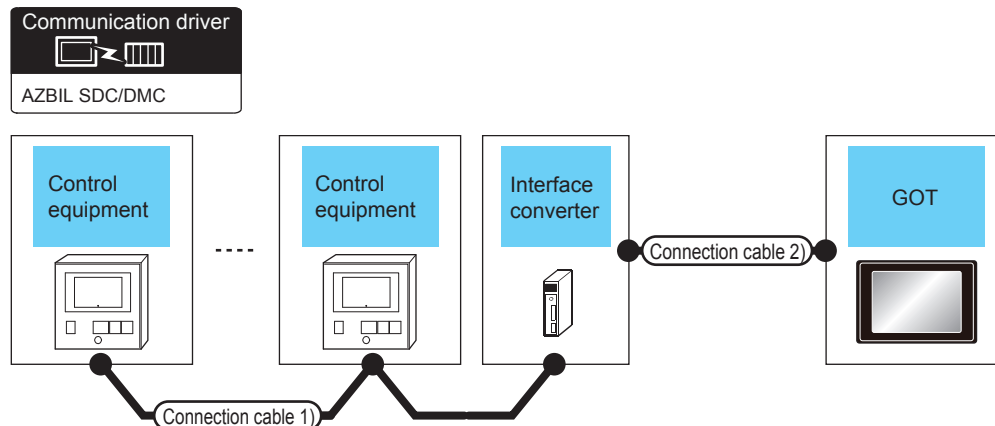 Communication driver
AZBIL SDC/DMC
Control
equipment
Control
equipment
Interface
converter
GOT
Connection cable 2)
Connection cable 1)